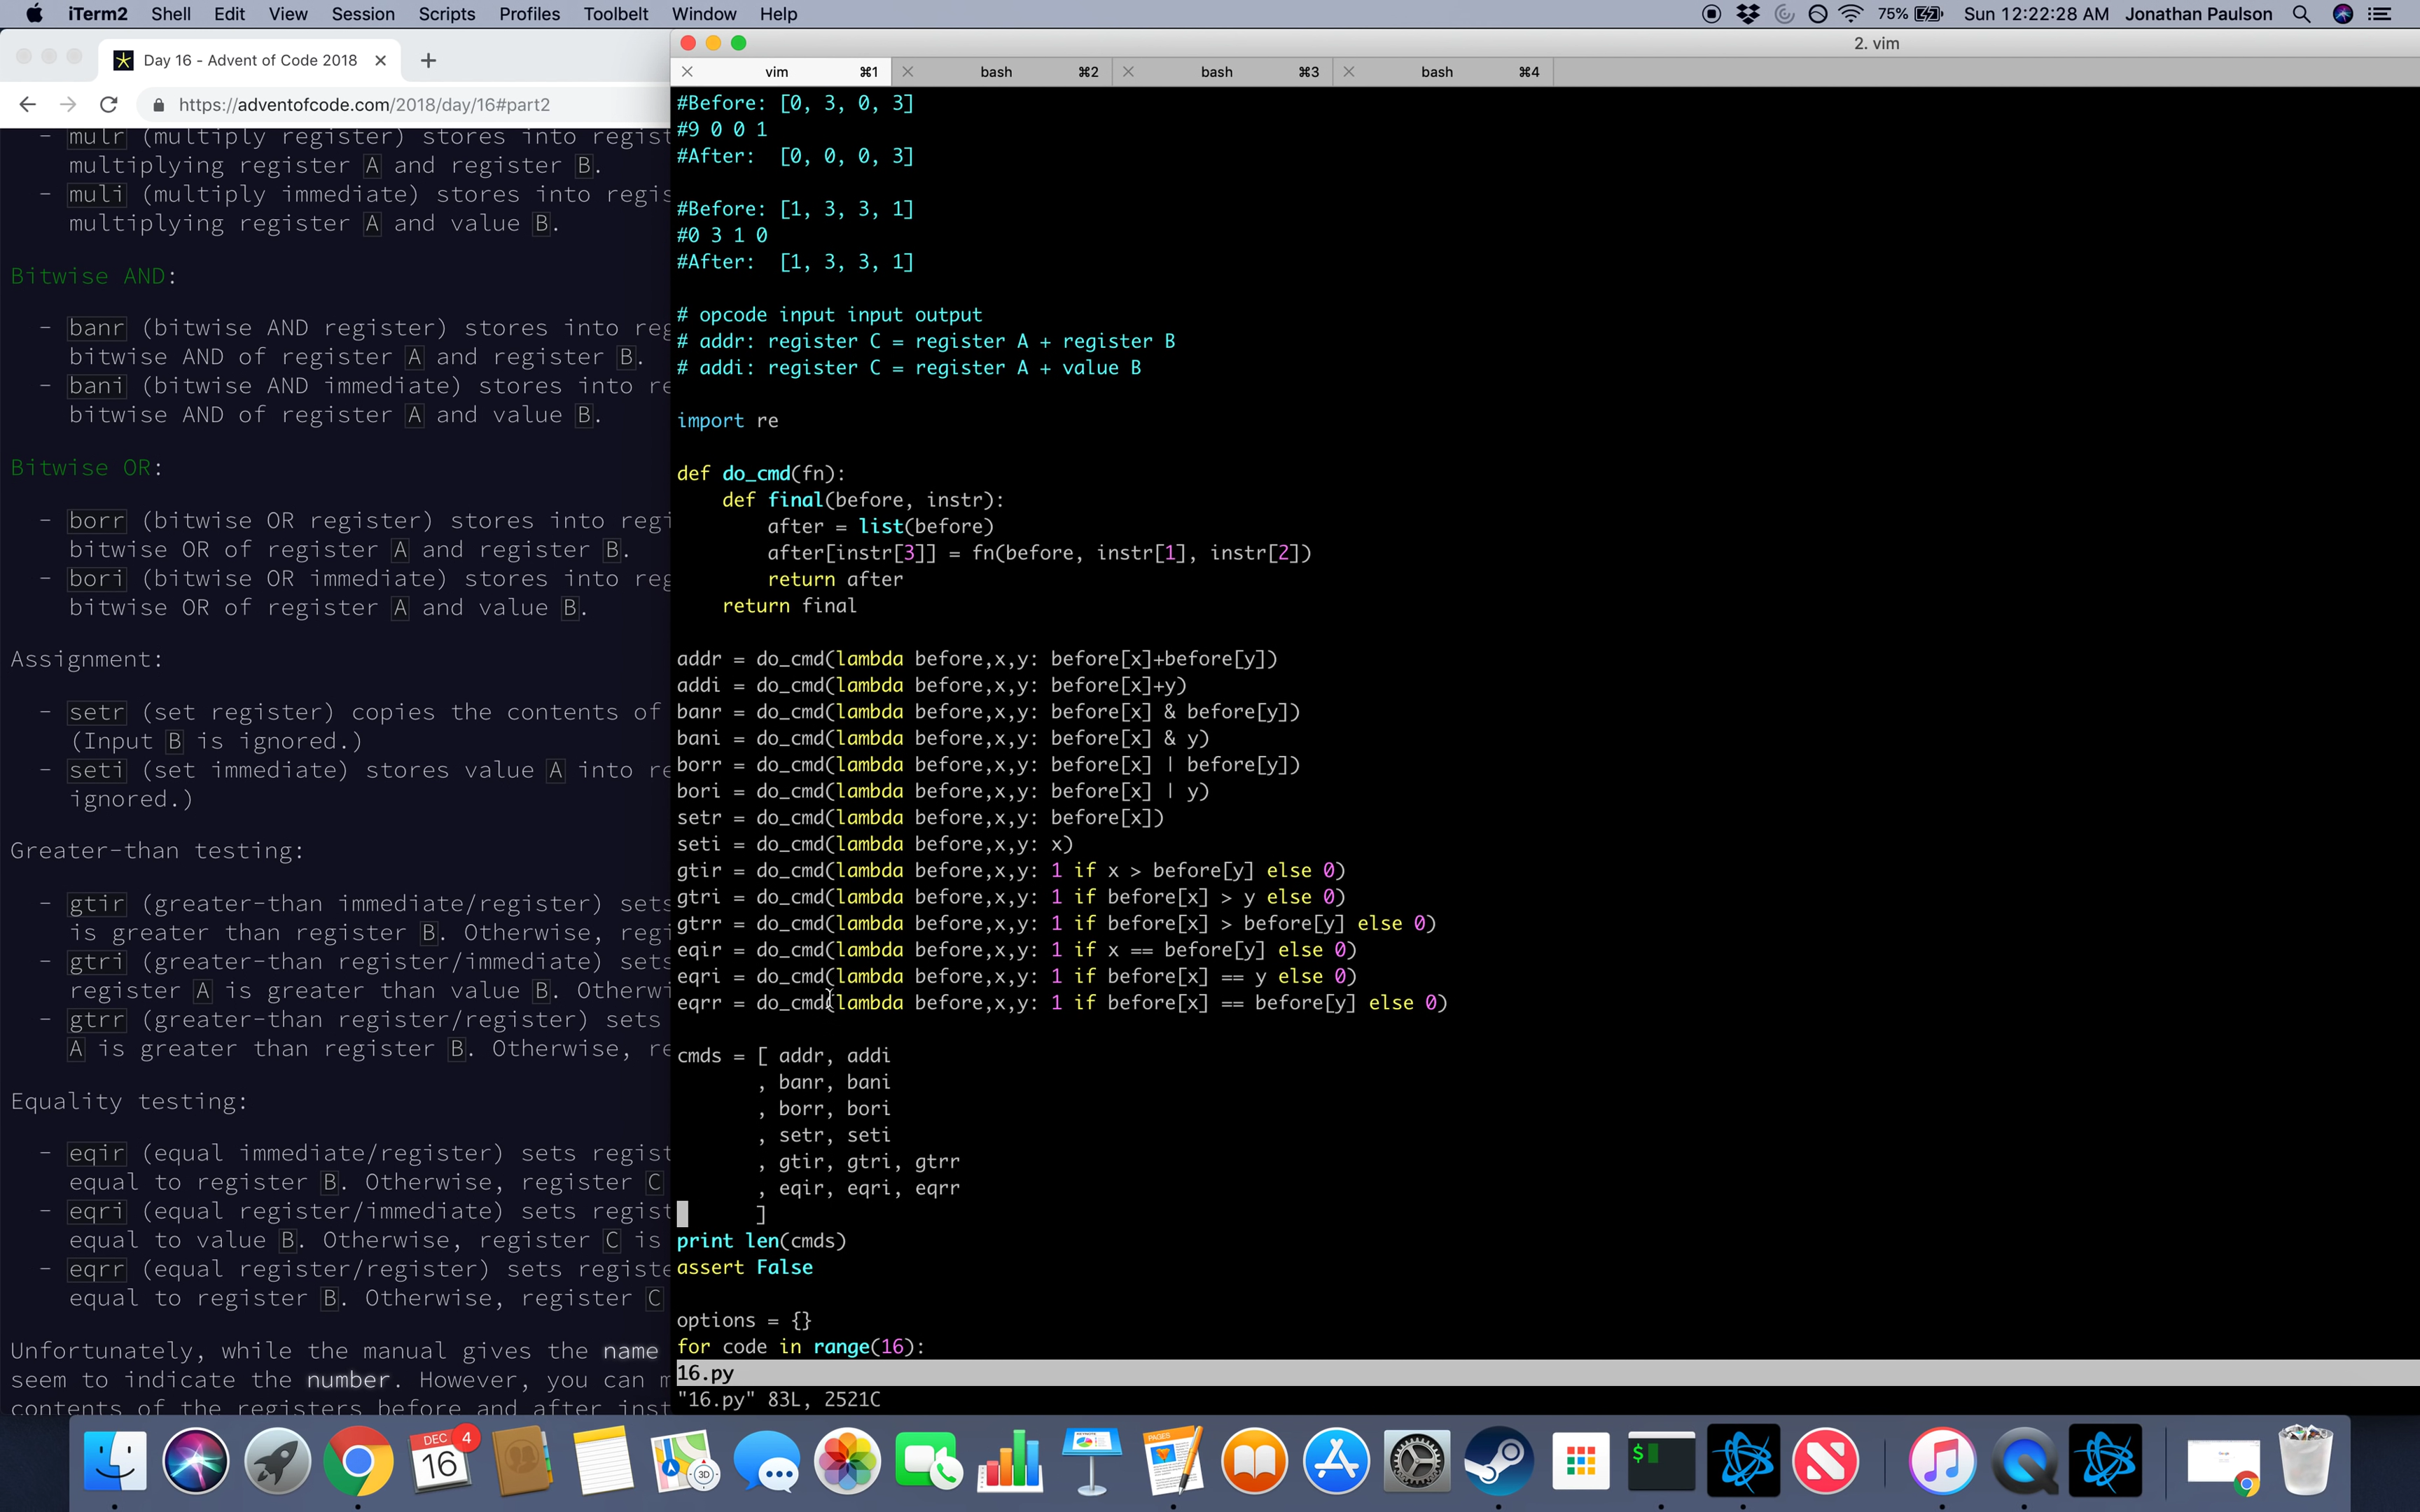 iTerm2 Shell Edit View Session Scripts Profiles Toolbelt Window Help 75% Sun 12:22:28 AM Jonathan Paulson
Day 16 - Advent of Code 2018
https://adventofcode.com/2018/day/16#part2
- mulr (multiply register) stores into regist
multiplying register A and register B.
- muli (multiply immediate) stores into regis
multiplying register A and value B.
Bitwise AND:
- banr (bitwise AND register) stores into reg
bitwise AND of register A and register B.
- bani (bitwise AND immediate) stores into re
bitwise AND of register A and value B.
Bitwise OR:
- borr (bitwise OR register) stores into regi
bitwise OR of register A and register B.
- bori (bitwise OR immediate) stores into reg
bitwise OR of register A and value B.
Assignment:
- setr (set register) copies the contents of
(Input B is ignored.)
- seti (set immediate) stores value A into re
ignored.)
Greater-than testing:
- gtir (greater-than immediate/register) sets
is greater than register B. Otherwise, regi
- gtri (greater-than register/immediate) sets
register A is greater than value B. Otherwi
- gtrr (greater-than register/register) sets
A is greater than register B. Otherwise, re
Equality testing:
- eqir (equal immediate/register) sets regist
equal to register B. Otherwise, register C
- eqri (equal register/immediate) sets regist
equal to value B. Otherwise, register C is
- eqrr (equal register/register) sets registe
equal to register B. Otherwise, register C
Unfortunately, while the manual gives the name
seem to indicate the number. However, you can m
contents of the registers before and after inst
2. vim
vim ⌘1 bash ⌘2 bash ⌘3 bash ⌘4
#Before: [0, 3, 0, 3]
#9 0 0 1
#After:  [0, 0, 0, 3]
#Before: [1, 3, 3, 1]
#0 3 1 0
#After:  [1, 3, 3, 1]
# opcode input input output
# addr: register C = register A + register B
# addi: register C = register A + value B
import re
def do_cmd(fn):
    def final(before, instr):
        after = list(before)
        after[instr[3]] = fn(before, instr[1], instr[2])
        return after
    return final
addr = do_cmd(lambda before,x,y: before[x]+before[y])
addi = do_cmd(lambda before,x,y: before[x]+y)
banr = do_cmd(lambda before,x,y: before[x] & before[y])
bani = do_cmd(lambda before,x,y: before[x] & y)
borr = do_cmd(lambda before,x,y: before[x] | before[y])
bori = do_cmd(lambda before,x,y: before[x] | y)
setr = do_cmd(lambda before,x,y: before[x])
seti = do_cmd(lambda before,x,y: x)
gtir = do_cmd(lambda before,x,y: 1 if x > before[y] else 0)
gtri = do_cmd(lambda before,x,y: 1 if before[x] > y else 0)
gtrr = do_cmd(lambda before,x,y: 1 if before[x] > before[y] else 0)
eqir = do_cmd(lambda before,x,y: 1 if x == before[y] else 0)
eqri = do_cmd(lambda before,x,y: 1 if before[x] == y else 0)
eqrr = do_cmd(lambda before,x,y: 1 if before[x] == before[y] else 0)
cmds = [ addr, addi
       , banr, bani
       , borr, bori
       , setr, seti
       , gtir, gtri, gtrr
       , eqir, eqri, eqrr
       ]
print len(cmds)
assert False
options = {}
for code in range(16):
16.py
"16.py" 83L, 2521C
DEC 4
16
3D
PAGES
$